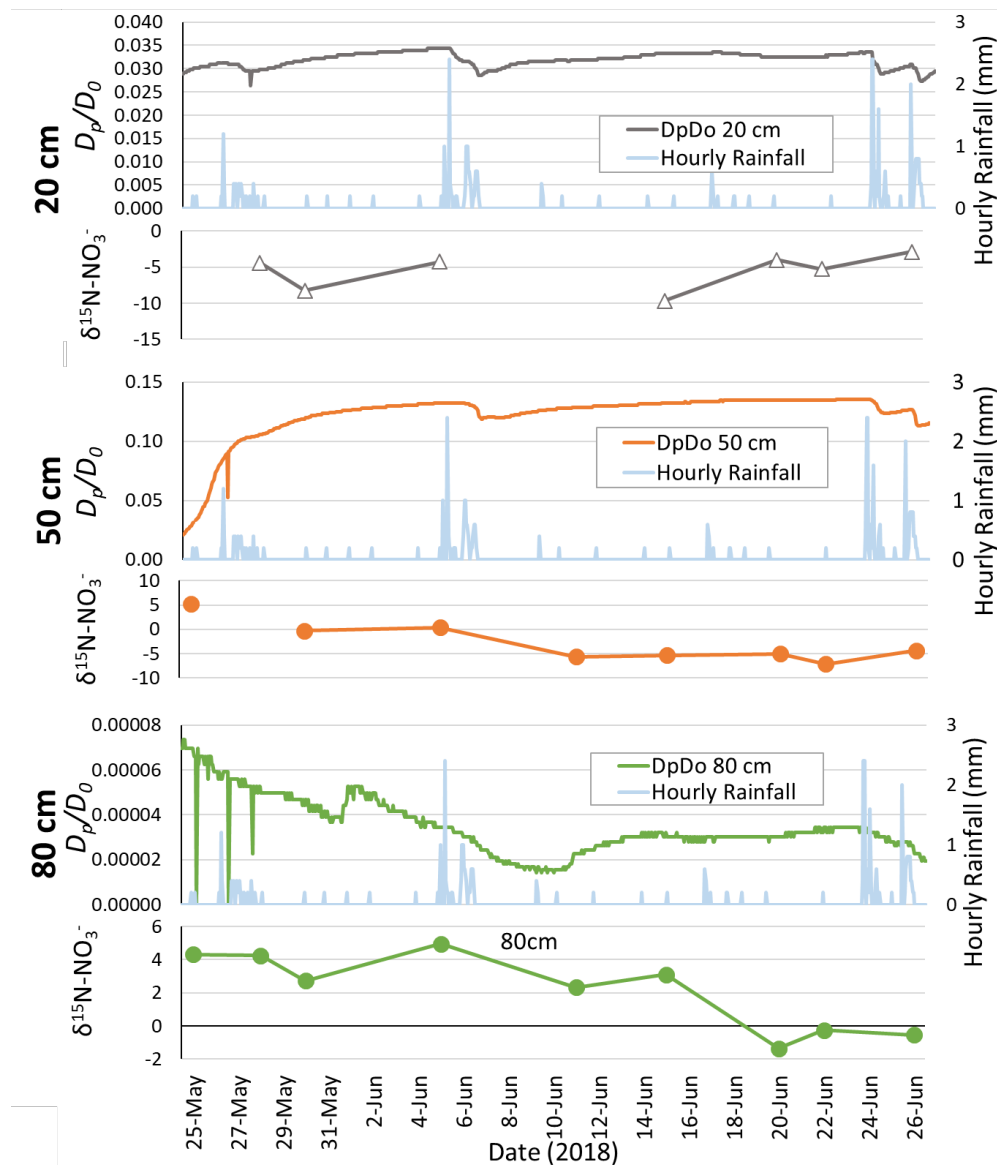 20 cm
Dp/D0
0.040
0.035
0.030
0.025
0.020
0.015
0.010
0.005
0.000
DpDo 20 cm
Hourly Rainfall
3
2
1
0
Hourly Rainfall (mm)
δ15N-NO3-
0
-5
-10
-15
50 cm
Dp/D0
0.15
0.10
0.05
0.00
DpDo 50 cm
Hourly Rainfall
3
2
1
0
Hourly Rainfall (mm)
δ15N-NO3-
10
5
0
-5
-10
80 cm
Dp/D0
0.00008
0.00006
0.00004
0.00002
0.00000
DpDo 80 cm
Hourly Rainfall
3
2
1
0
Hourly Rainfall (mm)
δ15N-NO3-
6
4
2
0
-2
80cm
25-May
27-May
29-May
31-May
2-Jun
4-Jun
6-Jun
8-Jun
10-Jun
12-Jun
14-Jun
16-Jun
18-Jun
20-Jun
22-Jun
24-Jun
26-Jun
Date (2018)